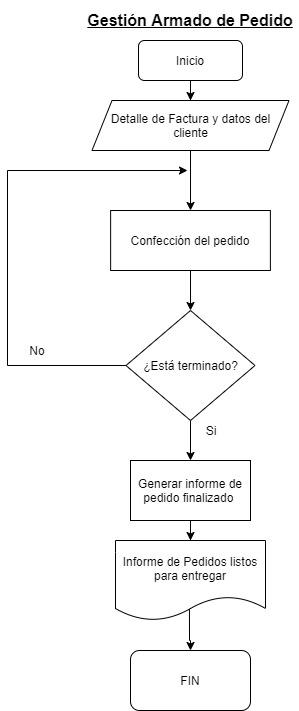 Gestión Armado de Pedido
Inicio
Detalle de Factura y datos del
cliente
Confección del pedido
¿Está terminado?
No
Si
Generar informe de
pedido finalizado
Informe de Pedidos listos
para entregar
FIN